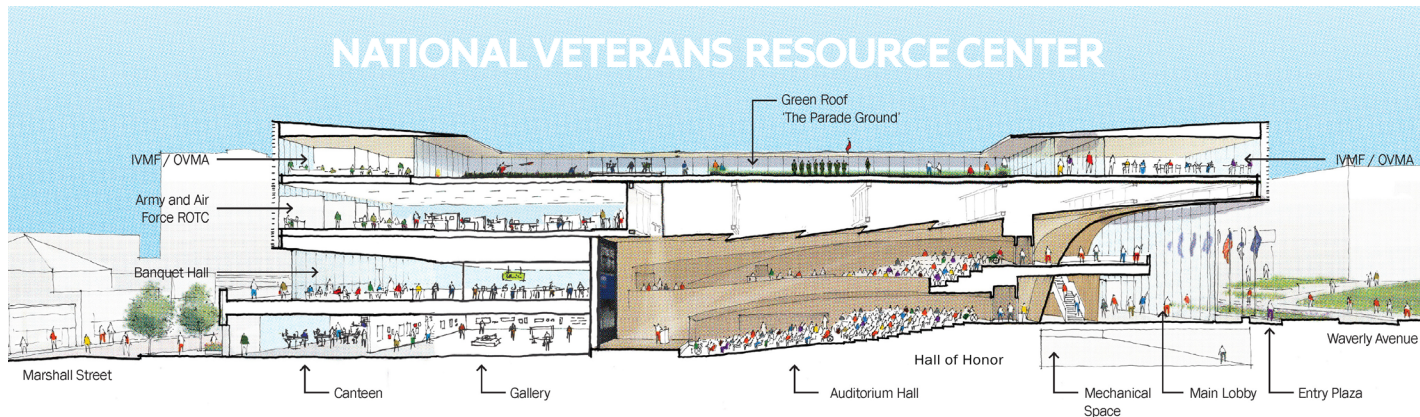 NATIONAL VETERANS RESOURCE CENTER
Green Roof
'The Parade Ground'
IVMF / OVMA
IVMF / OVMA
Army and Air
Force ROTC
Banquet Hall
Hall of Honor
Waverly Avenue
Marshall Street
Canteen
Gallery
Auditorium Hall
Mechanical
Space
Main Lobby
Entry Plaza